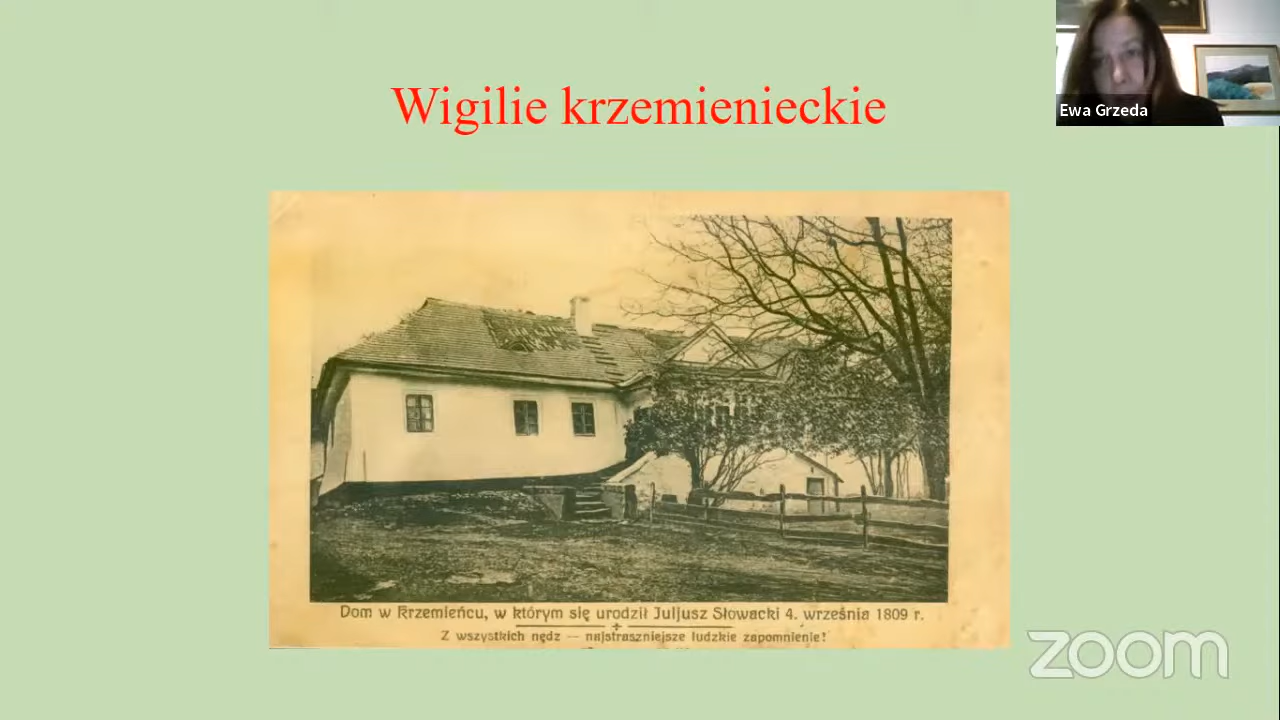 Wigilie krzemienieckie
Ewa Grzeda
Dom w Krzemieńcu, w którym się urodził Juljusz Słowacki 4. września 1809 r.
Z wszystkich nędz — najstraszniejsze ludzkie zapomnienie!
zoom